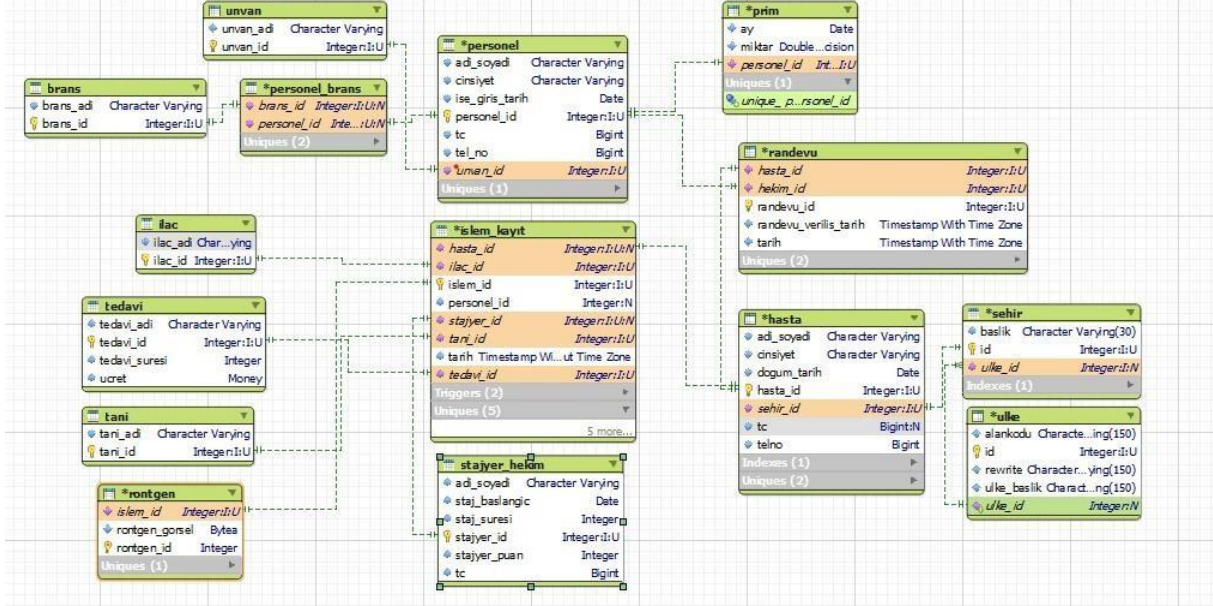 unvan
unvan_adi Character Varying
unvan_id Integer:I:U
*personel
adi_soyadi Character Varying
cinsiyet Character Varying
ise_giris_tarih Date
personel_id Integer:I:U
tc Bigint
tel_no Bigint
*unvan_id Integer:I:U
Uniques (1)
*prim
ay Date
miktar Double...cision
personel_id Int...I:U
Uniques (1)
unique_ p...rsonel_id
brans
brans_adi Character Varying
brans_id Integer:I:U
*personel_brans
brans_id Integer:I:U:N
personel_id Inte...:U:N
Uniques (2)
*randevu
hasta_id Integer:I:U
hekim_id Integer:I:U
randevu_id Integer:I:U
randevu_verilis_tarih Timestamp With Time Zone
tarih Timestamp With Time Zone
Uniques (2)
ilac
ilac_adi Char...ying
ilac_id Integer:I:U
*islem_kayıt
hasta_id Integer:I:U:N
ilac_id Integer:I:U
islem_id Integer:I:U
personel_id Integer:N
stajyer_id Integer:I:U:N
tani_id Integer:I:U
tarih Timestamp Wi...ut Time Zone
tedavi_id Integer:I:U
Triggers (2)
Uniques (5)
5 more...
tedavi
tedavi_adi Character Varying
tedavi_id Integer:I:U
tedavi_suresi Integer
ucret Money
tani
tani_adi Character Varying
tani_id Integer:I:U
*rontgen
islem_id Integer:I:U
rontgen_gorsel Bytea
rontgen_id Integer
Uniques (1)
stajyer_hekim
adi_soyadi Character Varying
staj_baslangic Date
staj_suresi Integer
stajyer_id Integer:I:U
stajyer_puan Integer
tc Bigint
*hasta
adi_soyadi Character Varying
cinsiyet Character Varying
dogum_tarih Date
hasta_id Integer:I:U
sehir_id Integer:I:U
tc Bigint:N
telno Bigint
Indexes (1)
Uniques (2)
*sehir
baslik Character Varying(30)
id Integer:I:U
ulke_id Integer:I:N
Indexes (1)
*ulke
alankodu Characte...ing(150)
id Integer:I:U
rewrite Character...ying(150)
ulke_baslik Charact...ng(150)
ulke_id Integer:N